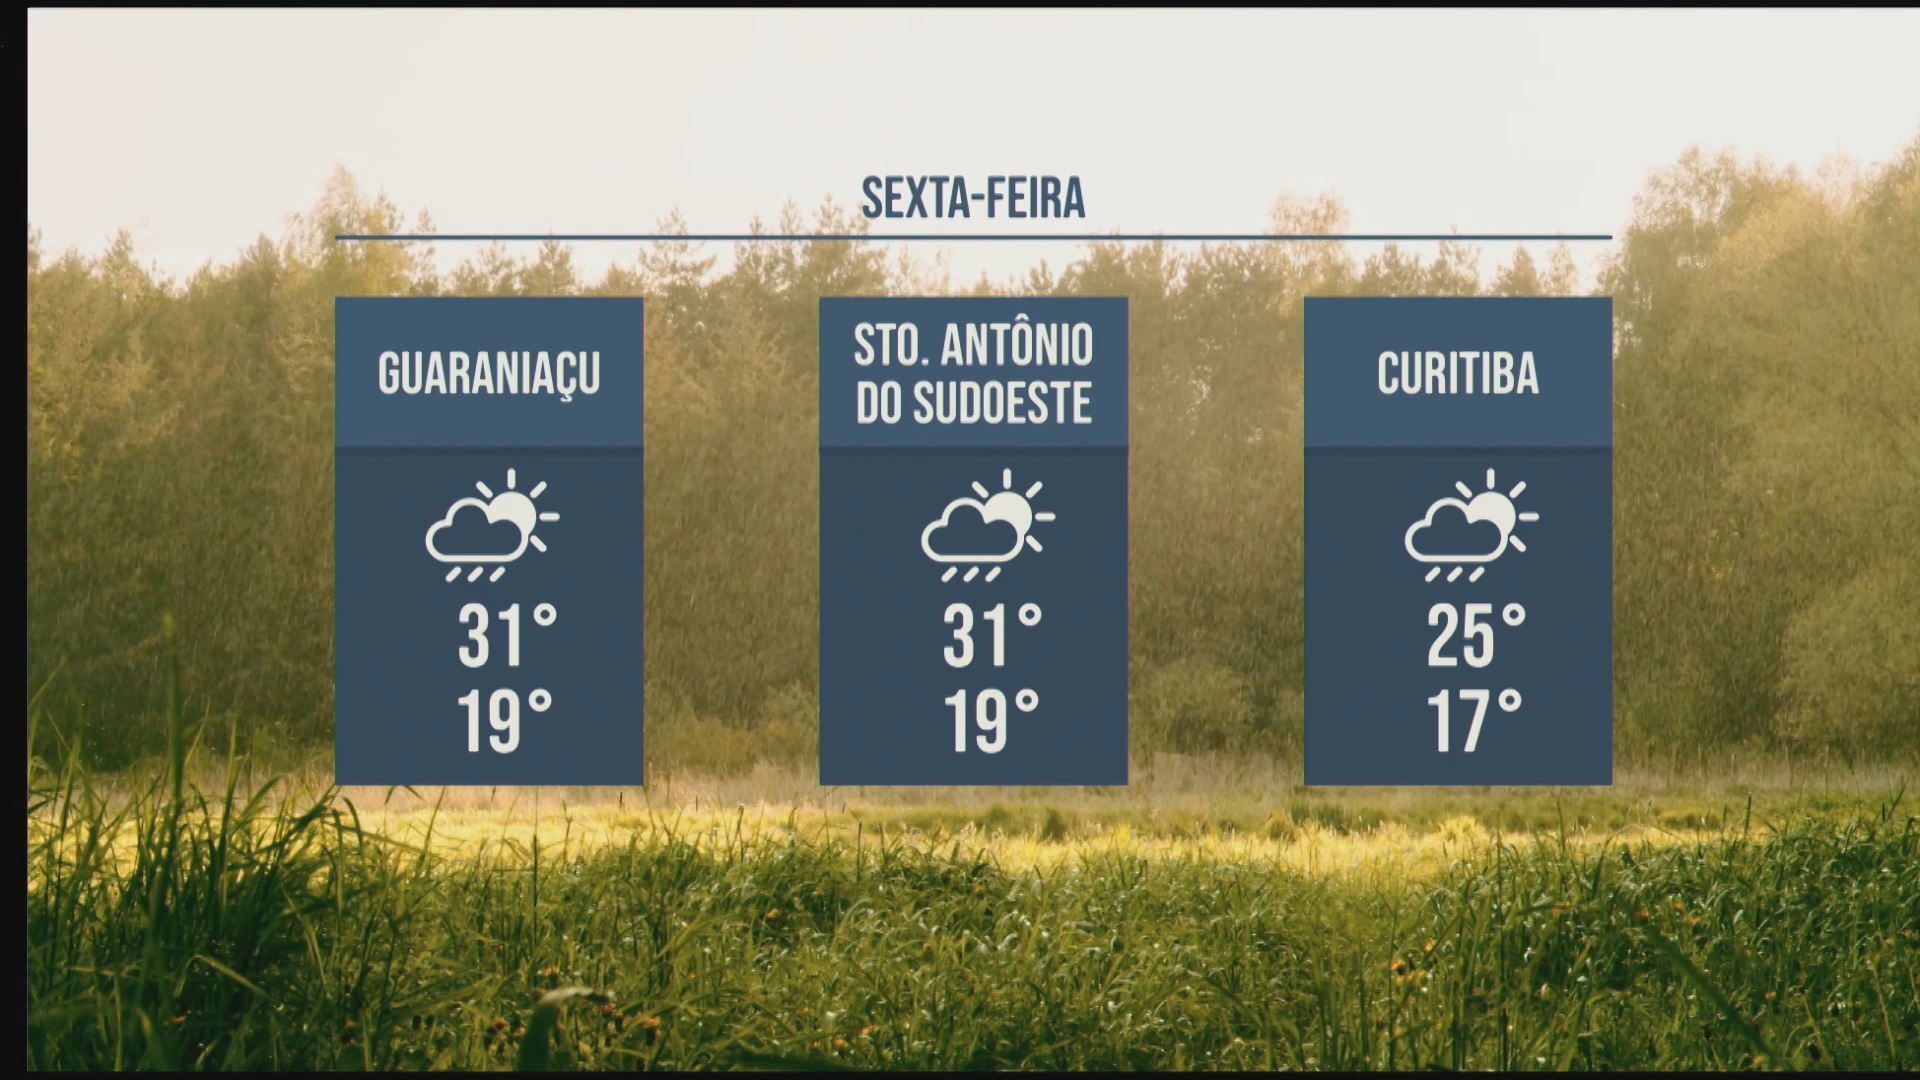 SEXTA-FEIRA
GUARANIAÇU
31°
19°
STO. ANTÔNIO
DO SUDOESTE
31°
19°
CURITIBA
25°
17°